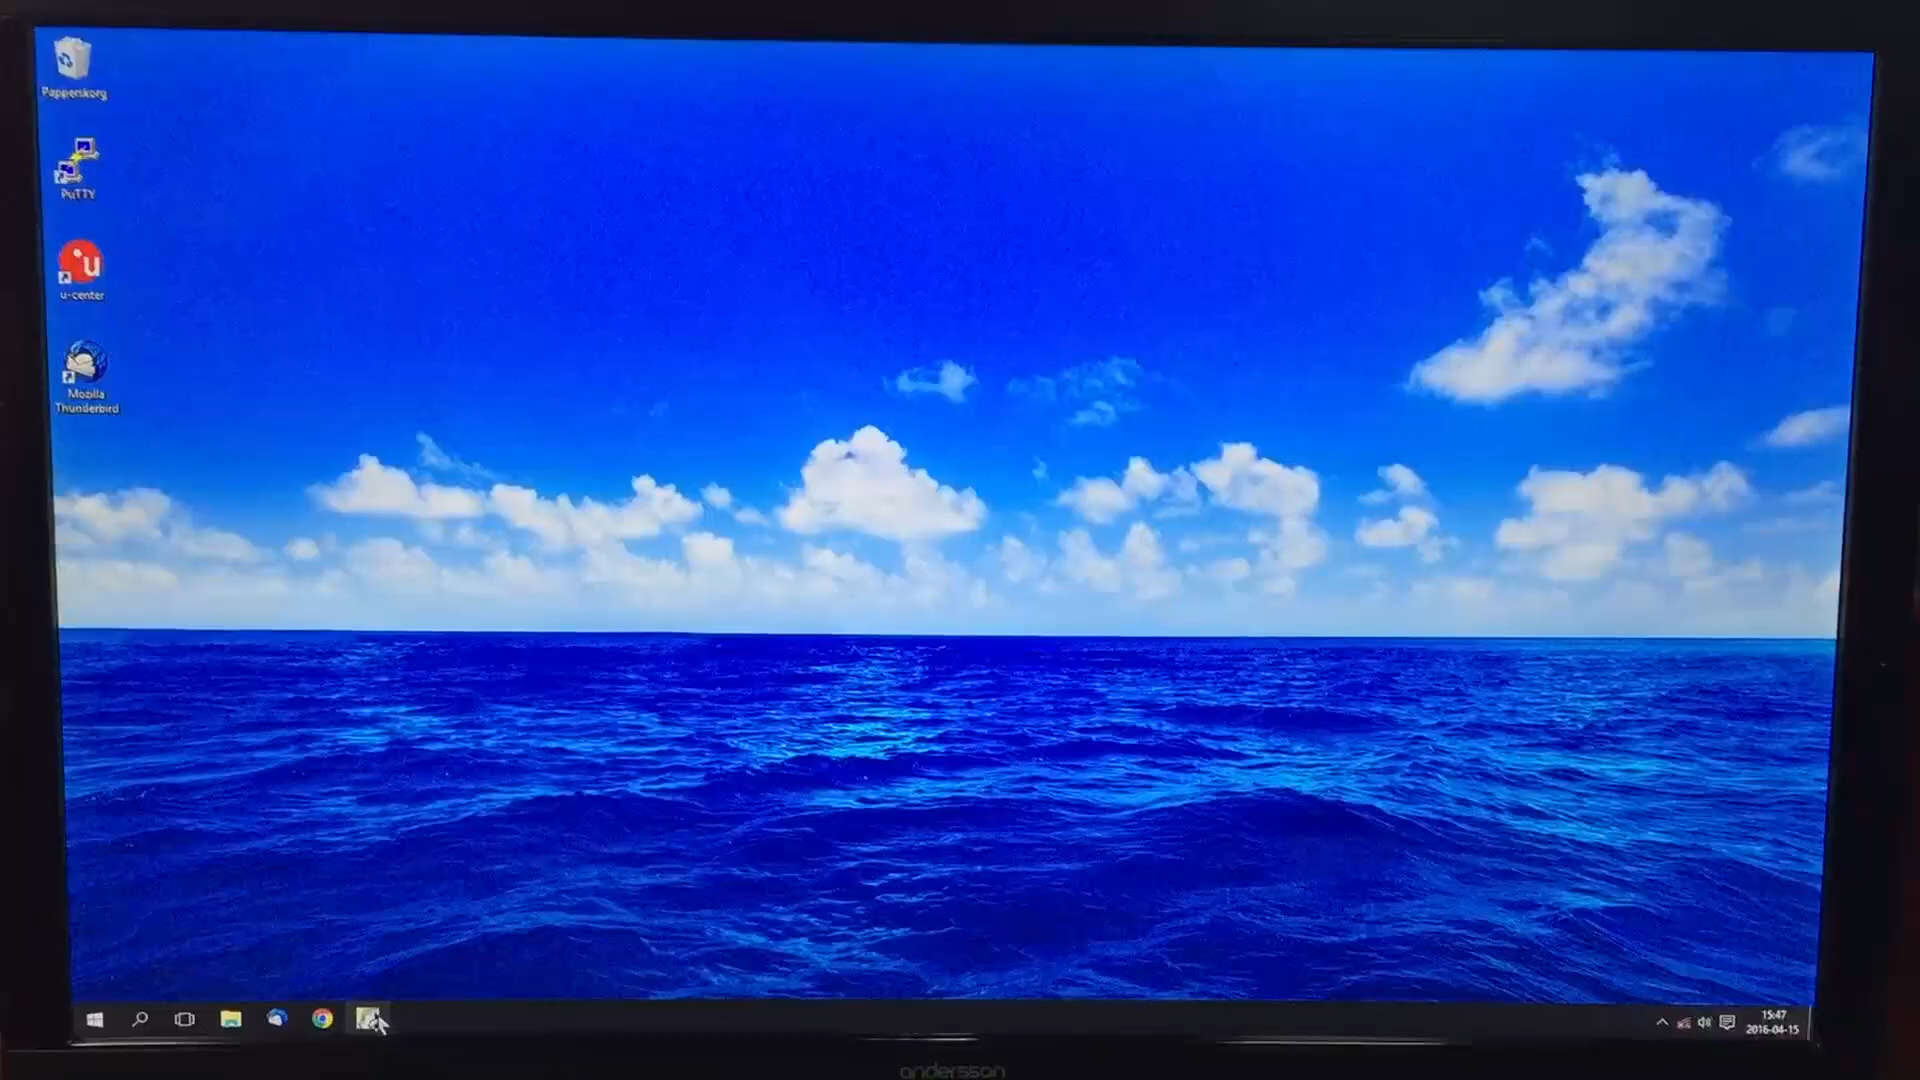 Papperskorg
PuTTY
u
u-center
Mozilla
Thunderbird
15:47
2016-04-15
andersson